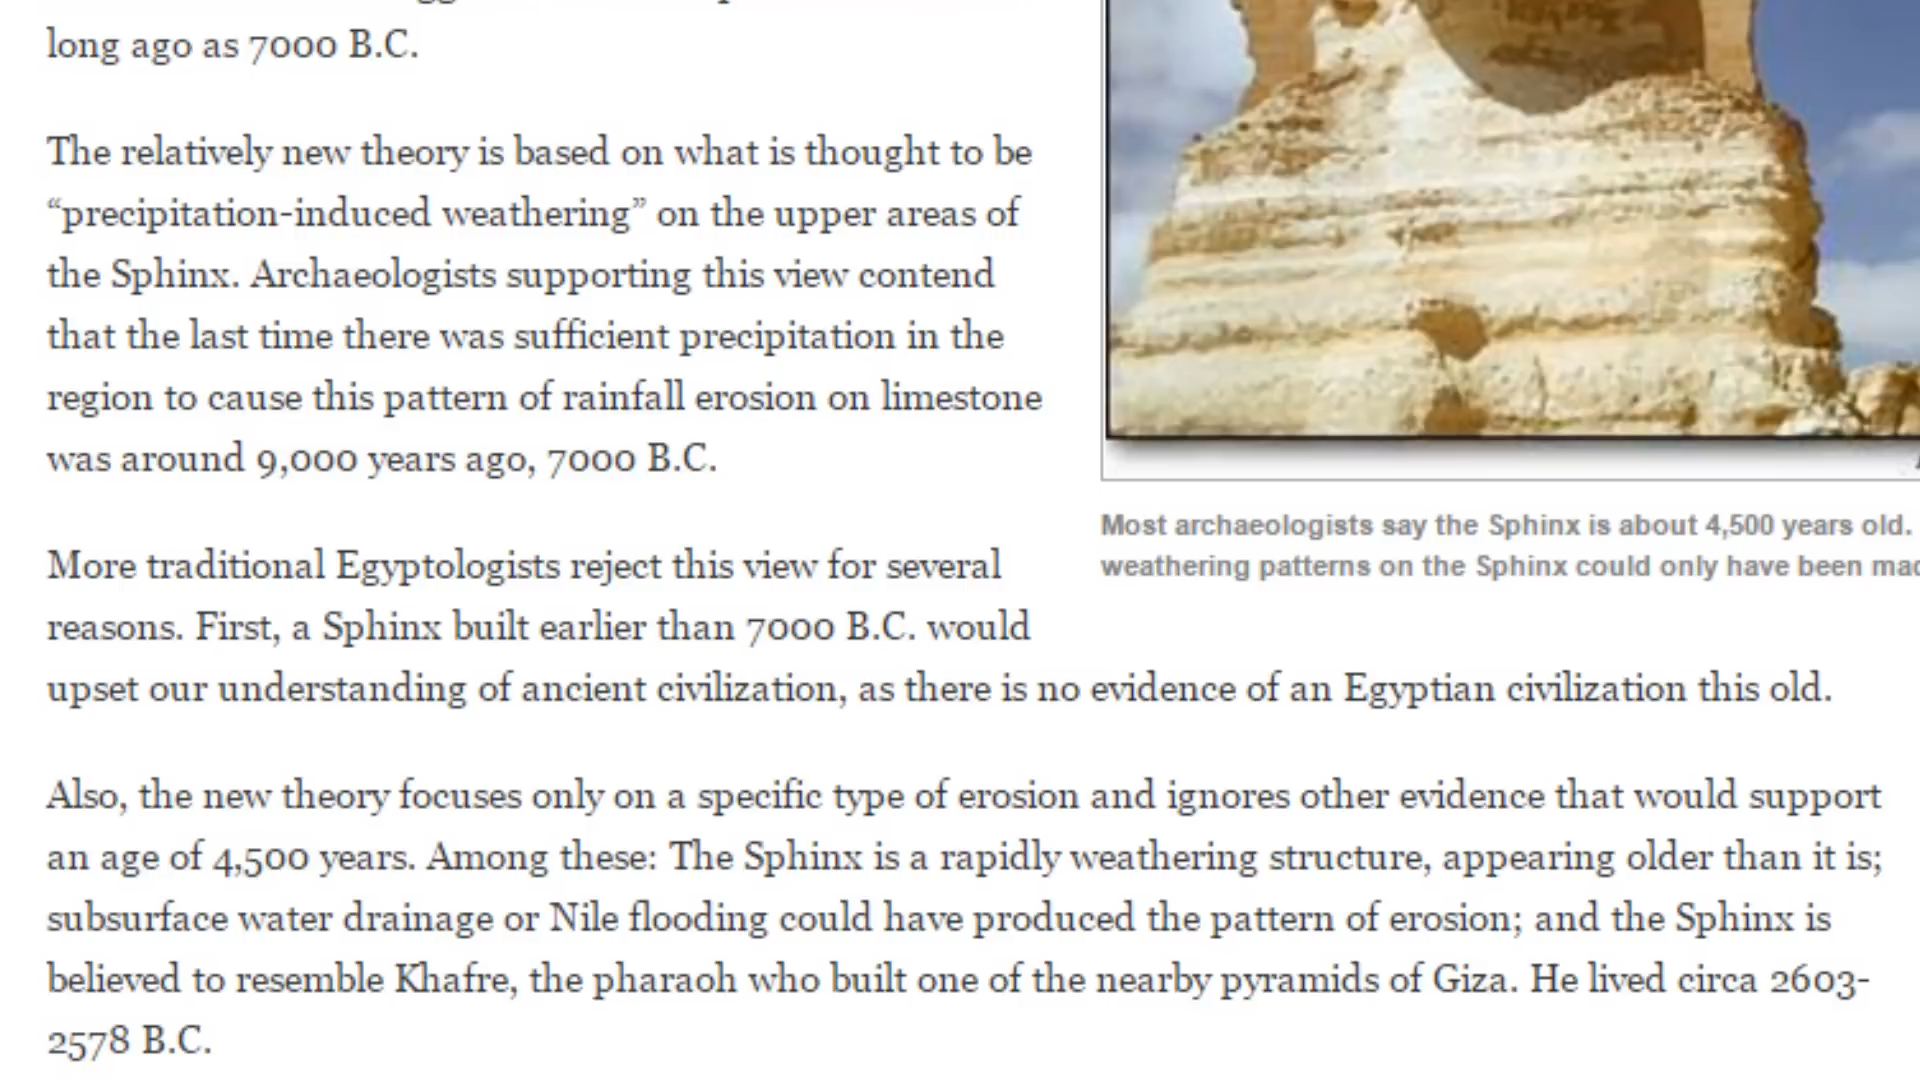 long ago as 7000 B.C.
The relatively new theory is based on what is thought to be
“precipitation-induced weathering” on the upper areas of
the Sphinx. Archaeologists supporting this view contend
that the last time there was sufficient precipitation in the
region to cause this pattern of rainfall erosion on limestone
was around 9,000 years ago, 7000 B.C.
More traditional Egyptologists reject this view for several
reasons. First, a Sphinx built earlier than 7000 B.C. would
upset our understanding of ancient civilization, as there is no evidence of an Egyptian civilization this old.
Also, the new theory focuses only on a specific type of erosion and ignores other evidence that would support
an age of 4,500 years. Among these: The Sphinx is a rapidly weathering structure, appearing older than it is;
subsurface water drainage or Nile flooding could have produced the pattern of erosion; and the Sphinx is
believed to resemble Khafre, the pharaoh who built one of the nearby pyramids of Giza. He lived circa 2603-
2578 B.C.
Most archaeologists say the Sphinx is about 4,500 years old.
weathering patterns on the Sphinx could only have been